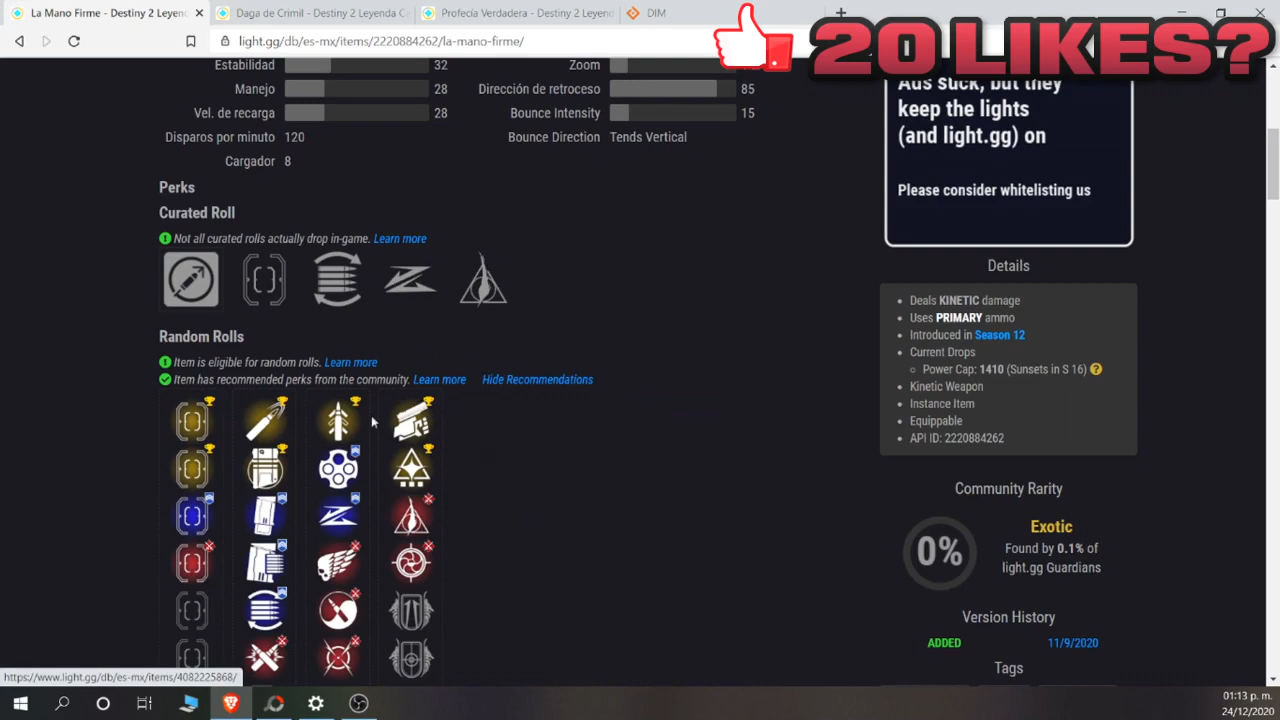 La Mano Firme - Destiny 2 Leyend
Daga de Crimil - Destiny 2 Leyenda C
Profecía Verdadera - Destiny 2 Leyend
DIM
light.gg/db/es-mx/items/2220884262/la-mano-firme/
20 LIKES?
Estabilidad 32
Zoom
Manejo 28
Dirección de retroceso 85
Vel. de recarga 28
Bounce Intensity 15
Disparos por minuto 120
Bounce Direction Tends Vertical
Cargador 8
Perks
Curated Roll
Not all curated rolls actually drop in-game. Learn more
Random Rolls
Item is eligible for random rolls. Learn more
Item has recommended perks from the community. Learn more Hide Recommendations
Ads suck, but they
keep the lights
(and light.gg) on
Please consider whitelisting us
Details
Deals KINETIC damage
Uses PRIMARY ammo
Introduced in Season 12
Current Drops
Power Cap: 1410 (Sunsets in S 16) ?
Kinetic Weapon
Instance Item
Equippable
API ID: 2220884262
Community Rarity
0%
Exotic
Found by 0.1% of
light.gg Guardians
Version History
ADDED 11/9/2020
Tags
https://www.light.gg/db/es-mx/items/4082225868/
01:13 p. m.
24/12/2020